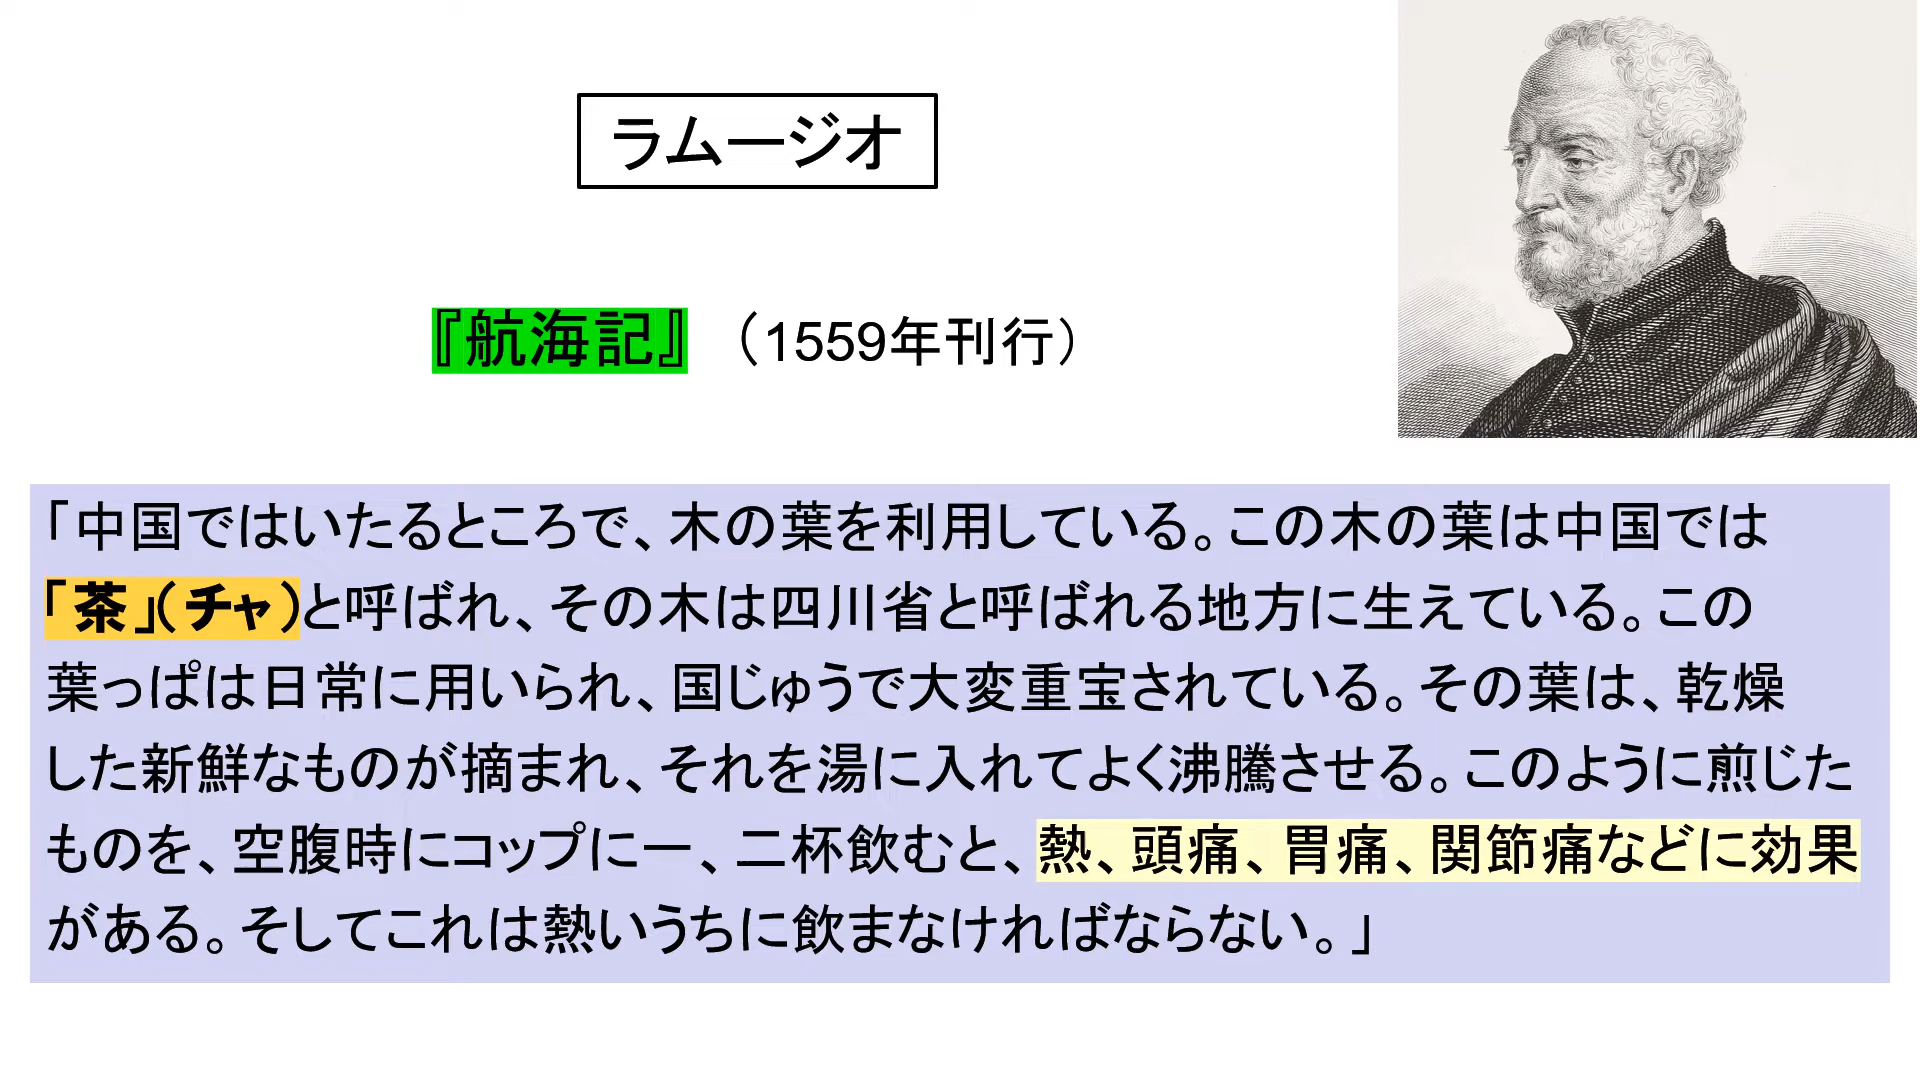 ラムージオ
『航海記』（1559年刊行）
「中国ではいたるところで、木の葉を利用している。この木の葉は中国では
「茶」（チャ）と呼ばれ、その木は四川省と呼ばれる地方に生えている。この
葉っぱは日常に用いられ、国じゅうで大変重宝されている。その葉は、乾燥
した新鮮なものが摘まれ、それを湯に入れてよく沸騰させる。このように煎じた
ものを、空腹時にコップに一、二杯飲むと、熱、頭痛、胃痛、関節痛などに効果
がある。そしてこれは熱いうちに飲まなければならない。」